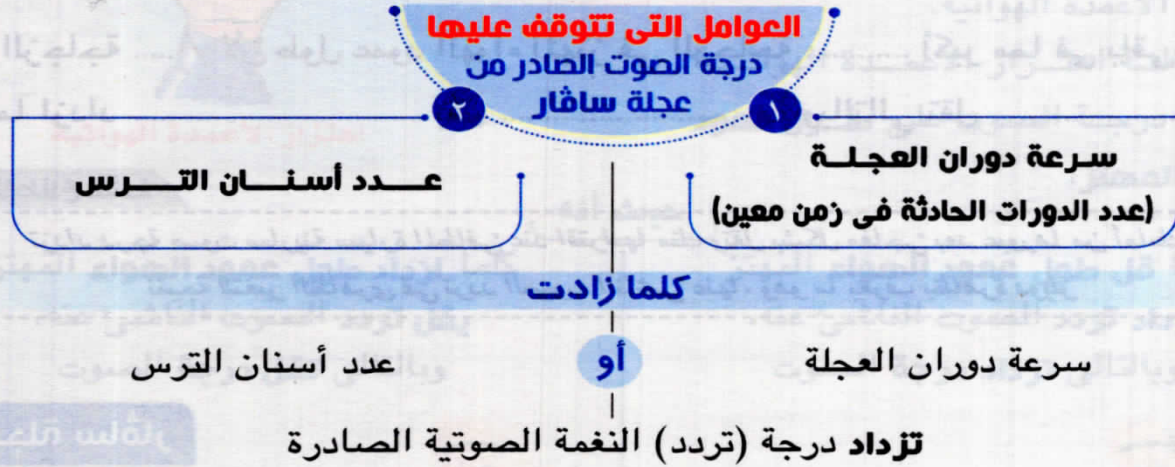 العوامل التى تتوقف عليها
درجة الصوت الصادر من
عجلة ساڤار
١
٢
سرعة دوران العجلة
(عدد الدورات الحادثة فى زمن معين)
عدد أسنان الترس
كلما زادت
سرعة دوران العجلة
أو
عدد أسنان الترس
تزداد درجة (تردد) النغمة الصوتية الصادرة